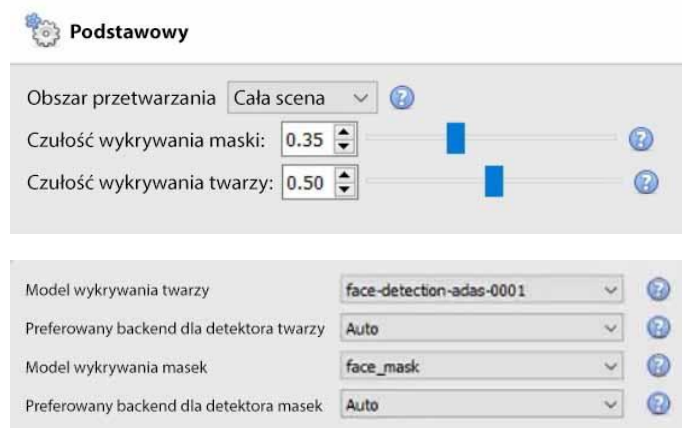 Podstawowy
Obszar przetwarzania Cała scena
Czułość wykrywania maski: 0.35
Czułość wykrywania twarzy: 0.50
Model wykrywania twarzy face-detection-adas-0001
Preferowany backend dla detektora twarzy Auto
Model wykrywania masek face_mask
Preferowany backend dla detektora masek Auto